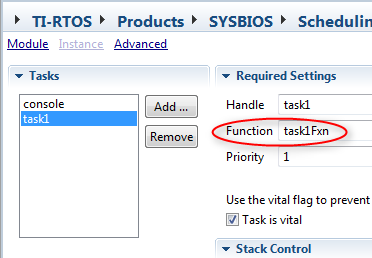 TI-RTOS Products SYSBIOS Scheduling
Module Instance Advanced
Tasks
console
task1
Add ...
Remove
Required Settings
Handle task1
Function task1Fxn
Priority 1
Use the vital flag to prevent
Task is vital
Stack Control